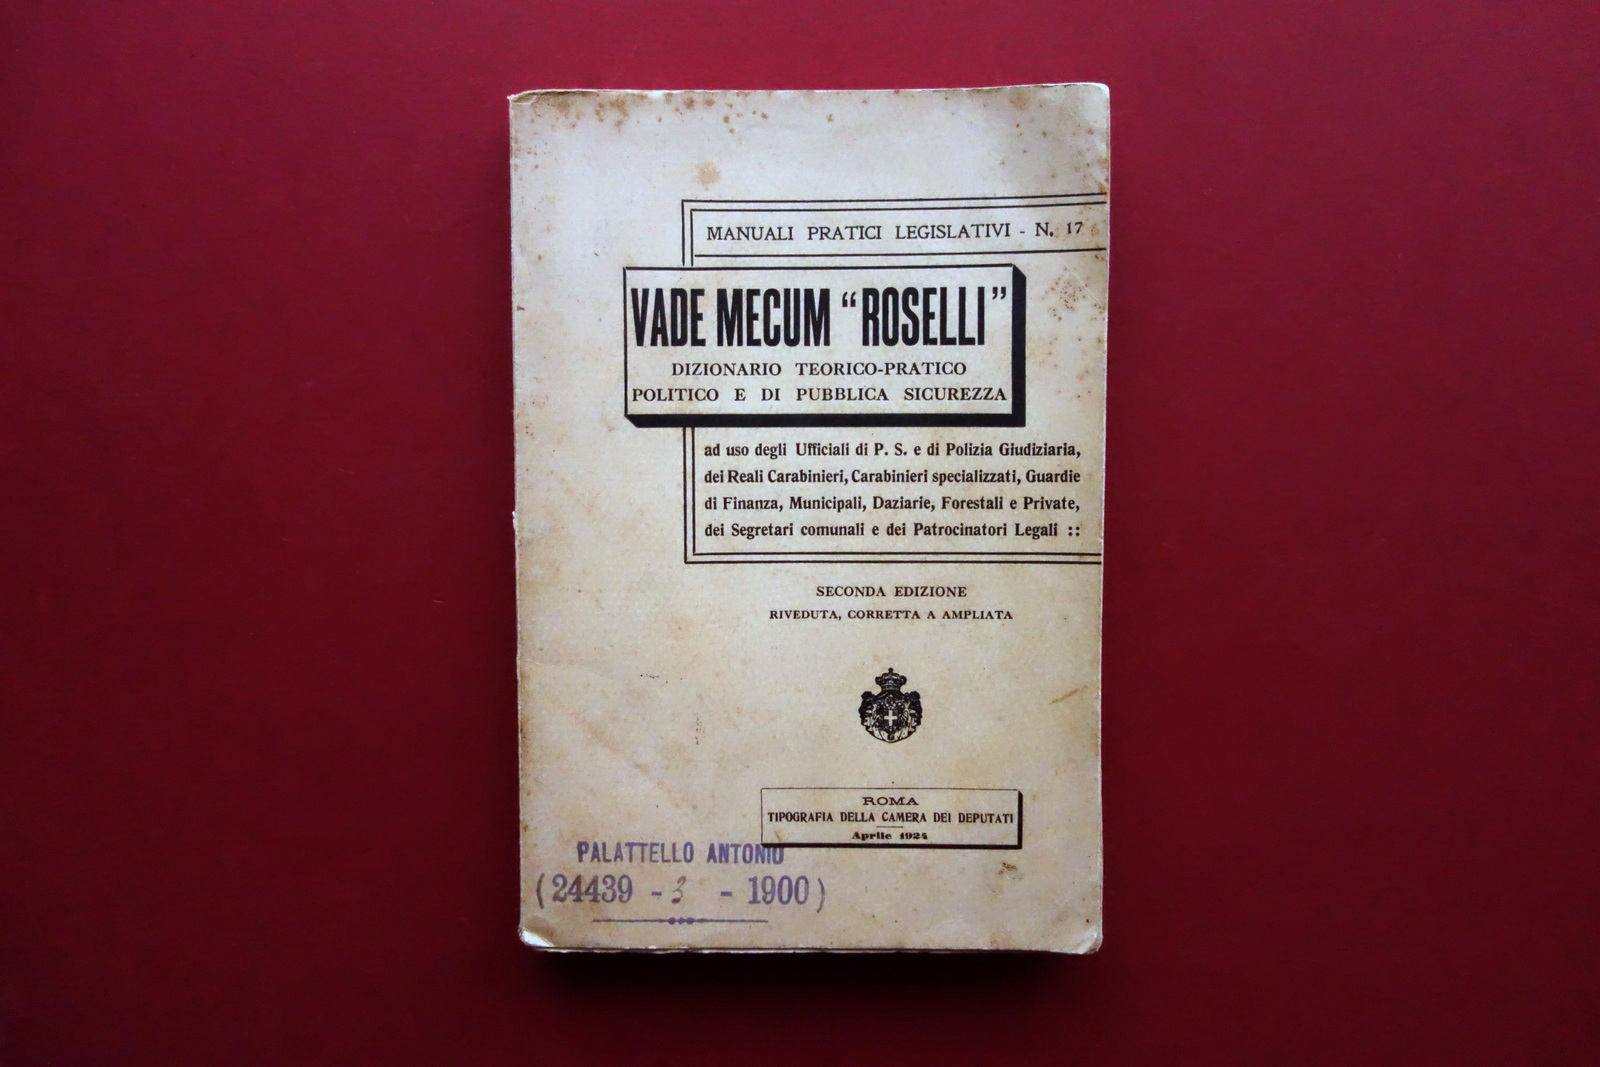 MANUALI PRATICI LEGISLATIVI - N. 17
VADE MECUM “ROSELLI”
DIZIONARIO TEORICO-PRATICO
POLITICO E DI PUBBLICA SICUREZZA
ad uso degli Ufficiali di P. S. e di Polizia Giudiziaria,
dei Reali Carabinieri, Carabinieri specializzati, Guardie
di Finanza, Municipali, Daziarie, Forestali e Private,
dei Segretari comunali e dei Patrocinatori Legali ::
SECONDA EDIZIONE
RIVEDUTA, CORRETTA A AMPLIATA
ROMA
TIPOGRAFIA DELLA CAMERA DEI DEPUTATI
Aprile 1924
PALATTELLO ANTONIO
(24439 - 3 - 1900)